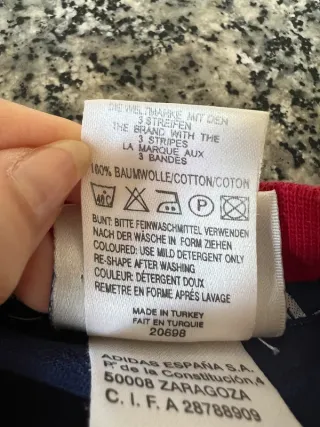 DIE WELTMARKE MIT DEN
3 STREIFEN
THE BRAND WITH THE
3 STRIPES
LA MARQUE AUX
3 BANDES
100% BAUMWOLLE/COTTON/COTON
40° P
BUNT: BITTE FEINWASCHMITTEL VERWENDEN
NACH DER WÄSCHE IN FORM ZIEHEN
COLOURED: USE MILD DETERGENT ONLY
RE-SHAPE AFTER WASHING
COULEUR: DÉTERGENT DOUX
REMETRE EN FORME APRÉS LAVAGE
MADE IN TURKEY
FAIT EN TURQUIE
20698
ADIDAS ESPAÑA S.A.
Pº de la Constitución,4
50008 ZARAGOZA
C. I. F. A 28788909